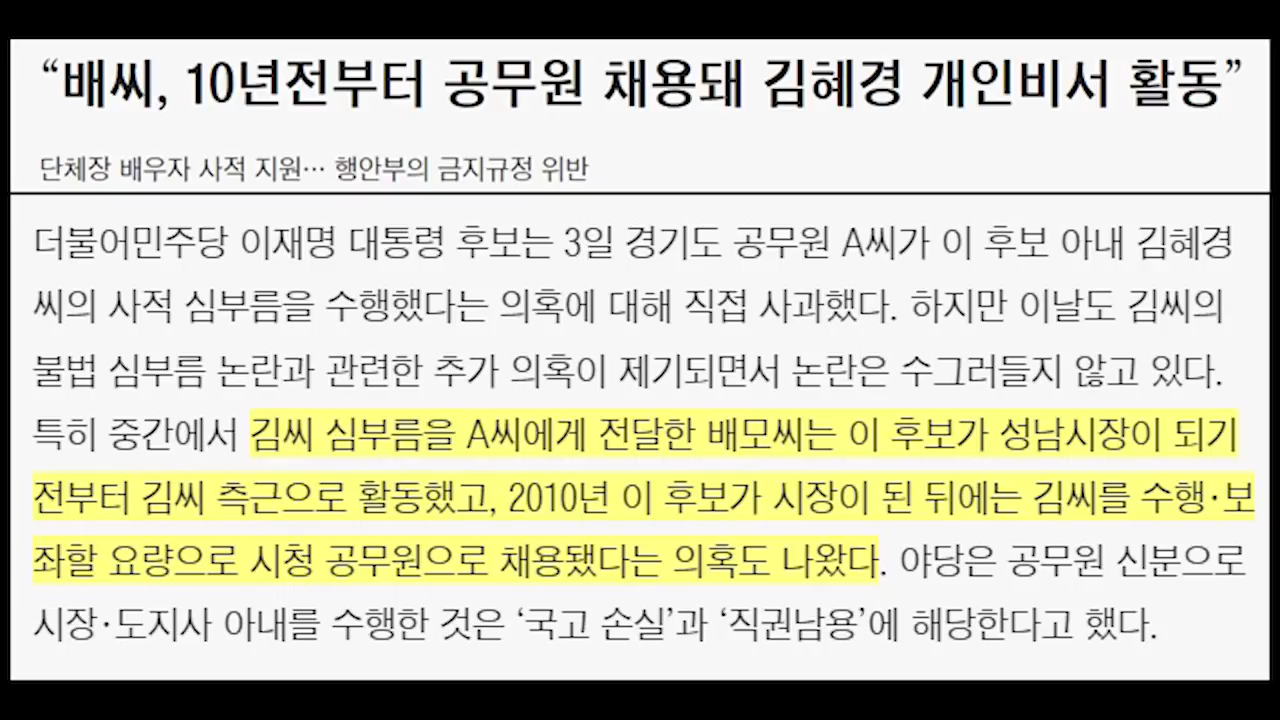 “배씨, 10년전부터 공무원 채용돼 김혜경 개인비서 활동”
단체장 배우자 사적 지원… 행안부의 금지규정 위반
더불어민주당 이재명 대통령 후보는 3일 경기도 공무원 A씨가 이 후보 아내 김혜경
씨의 사적 심부름을 수행했다는 의혹에 대해 직접 사과했다. 하지만 이날도 김씨의
불법 심부름 논란과 관련한 추가 의혹이 제기되면서 논란은 수그러들지 않고 있다.
특히 중간에서 김씨 심부름을 A씨에게 전달한 배모씨는 이 후보가 성남시장이 되기
전부터 김씨 측근으로 활동했고, 2010년 이 후보가 시장이 된 뒤에는 김씨를 수행·보
좌할 요량으로 시청 공무원으로 채용됐다는 의혹도 나왔다. 야당은 공무원 신분으로
시장·도지사 아내를 수행한 것은 ‘국고 손실’과 ‘직권남용’에 해당한다고 했다.